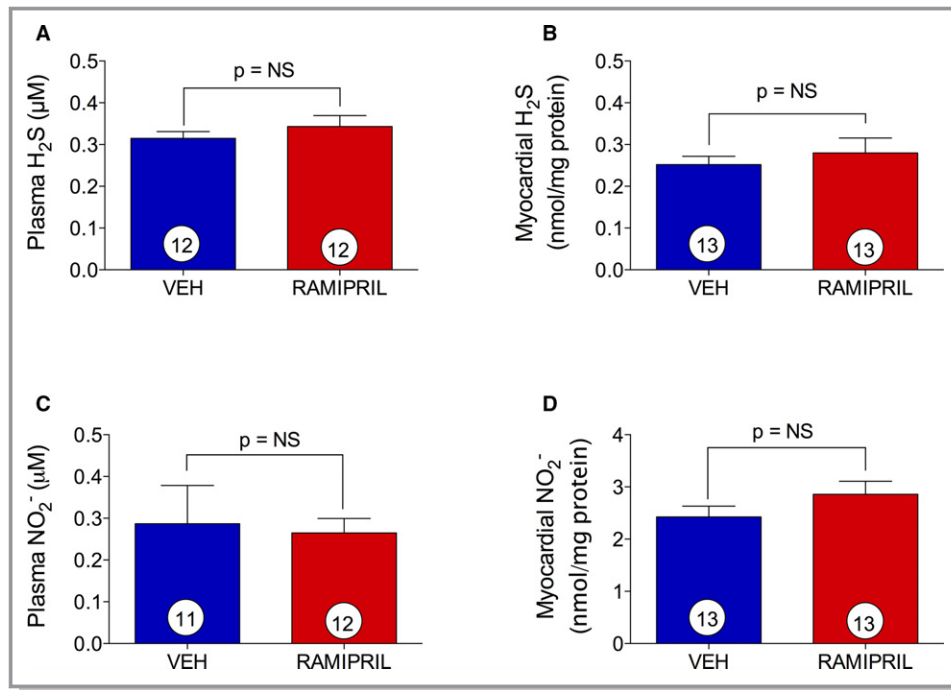 A
Plasma H₂S (μM)
0.5
0.4
0.3
0.2
0.1
0.0
p = NS
12
12
VEH
RAMIPRIL
B
Myocardial H₂S
(nmol/mg protein)
0.5
0.4
0.3
0.2
0.1
0.0
p = NS
13
13
VEH
RAMIPRIL
C
Plasma NO₂⁻ (μM)
0.5
0.4
0.3
0.2
0.1
0.0
p = NS
11
12
VEH
RAMIPRIL
D
Myocardial NO₂⁻
(nmol/mg protein)
4
3
2
1
0
p = NS
13
13
VEH
RAMIPRIL